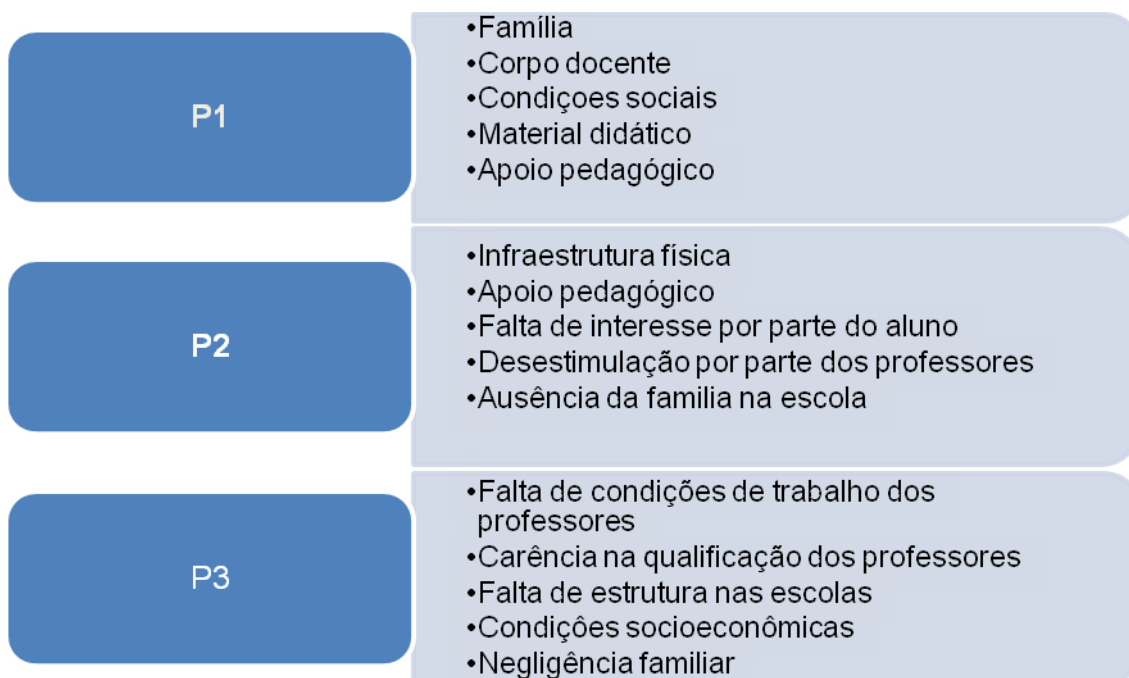 P1
•Família
•Corpo docente
•Condiçoes sociais
•Material didático
•Apoio pedagógico
P2
•Infraestrutura física
•Apoio pedagógico
•Falta de interesse por parte do aluno
•Desestimulação por parte dos professores
•Ausência da familia na escola
P3
•Falta de condições de trabalho dos
professores
•Carência na qualificação dos professores
•Falta de estrutura nas escolas
•Condições socioeconômicas
•Negligência familiar